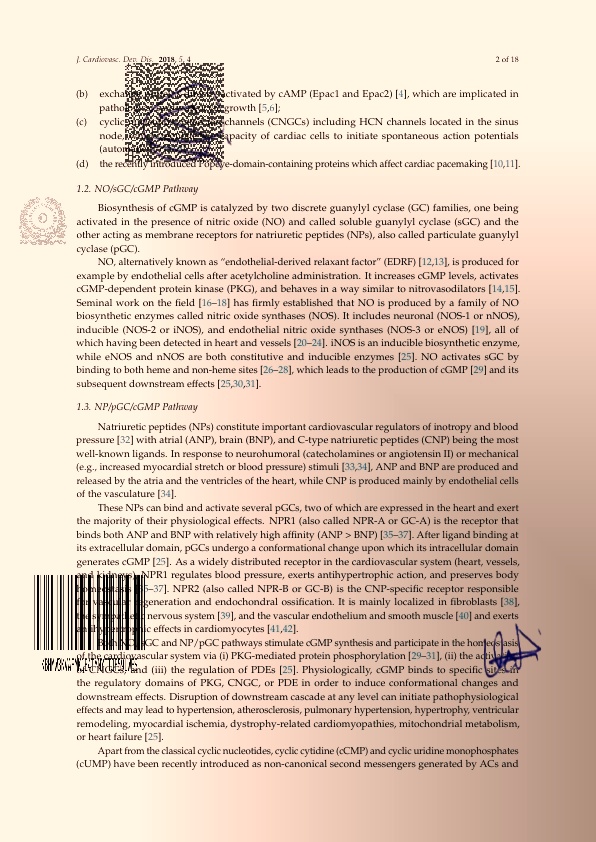 J. Cardiovasc. Dev. Dis. 2018, 5, 4
2 of 18
(b) activated by cAMP (Epac1 and Epac2) [4], which are implicated in
growth [5,6];
(c) channels (CNGCs) including HCN channels located in the sinus
node, capacity of cardiac cells to initiate spontaneous action potentials
(d) the recently introduced Popeye-domain-containing proteins which affect cardiac pacemaking [10,11].
1.2. NO/sGC/cGMP Pathway
Biosynthesis of cGMP is catalyzed by two discrete guanylyl cyclase (GC) families, one being
activated in the presence of nitric oxide (NO) and called soluble guanylyl cyclase (sGC) and the
other acting as membrane receptors for natriuretic peptides (NPs), also called particulate guanylyl
cyclase (pGC).
NO, alternatively known as “endothelial-derived relaxant factor” (EDRF) [12,13], is produced for
example by endothelial cells after acetylcholine administration. It increases cGMP levels, activates
cGMP-dependent protein kinase (PKG), and behaves in a way similar to nitrovasodilators [14,15].
Seminal work on the field [16–18] has firmly established that NO is produced by a family of NO
biosynthetic enzymes called nitric oxide synthases (NOS). It includes neuronal (NOS-1 or nNOS),
inducible (NOS-2 or iNOS), and endothelial nitric oxide synthases (NOS-3 or eNOS) [19], all of
which having been detected in heart and vessels [20–24]. iNOS is an inducible biosynthetic enzyme,
while eNOS and nNOS are both constitutive and inducible enzymes [25]. NO activates sGC by
binding to both heme and non-heme sites [26–28], which leads to the production of cGMP [29] and its
subsequent downstream effects [25,30,31].
1.3. NP/pGC/cGMP Pathway
Natriuretic peptides (NPs) constitute important cardiovascular regulators of inotropy and blood
pressure [32] with atrial (ANP), brain (BNP), and C-type natriuretic peptides (CNP) being the most
well-known ligands. In response to neurohumoral (catecholamines or angiotensin II) or mechanical
(e.g., increased myocardial stretch or blood pressure) stimuli [33,34], ANP and BNP are produced and
released by the atria and the ventricles of the heart, while CNP is produced mainly by endothelial cells
of the vasculature [34].
These NPs can bind and activate several pGCs, two of which are expressed in the heart and exert
the majority of their physiological effects. NPR1 (also called NPR-A or GC-A) is the receptor that
binds both ANP and BNP with relatively high affinity (ANP > BNP) [35–37]. After ligand binding at
its extracellular domain, pGCs undergo a conformational change upon which its intracellular domain
generates cGMP [25]. As a widely distributed receptor in the cardiovascular system (heart, vessels,
and kidneys), NPR1 regulates blood pressure, exerts antihypertrophic action, and preserves body
homeostasis [35–37]. NPR2 (also called NPR-B or GC-B) is the CNP-specific receptor responsible
for vascular regeneration and endochondral ossification. It is mainly localized in fibroblasts [38],
the sympathetic nervous system [39], and the vascular endothelium and smooth muscle [40] and exerts
antihypertrophic effects in cardiomyocytes [41,42].
Both NO/sGC and NP/pGC pathways stimulate cGMP synthesis and participate in the homeostasis
of the cardiovascular system via (i) PKG-mediated protein phosphorylation [29–31], (ii) the
of CNGCs, and (iii) the regulation of PDEs [25]. Physiologically, cGMP binds to specific sites in
the regulatory domains of PKG, CNGC, or PDE in order to induce conformational changes and
downstream effects. Disruption of downstream cascade at any level can initiate pathophysiological
effects and may lead to hypertension, atherosclerosis, pulmonary hypertension, hypertrophy, ventricular
remodeling, myocardial ischemia, dystrophy-related cardiomyopathies, mitochondrial metabolism,
or heart failure [25].
Apart from the classical cyclic nucleotides, cyclic cytidine (cCMP) and cyclic uridine monophosphates
(cUMP) have been recently introduced as non-canonical second messengers generated by ACs and